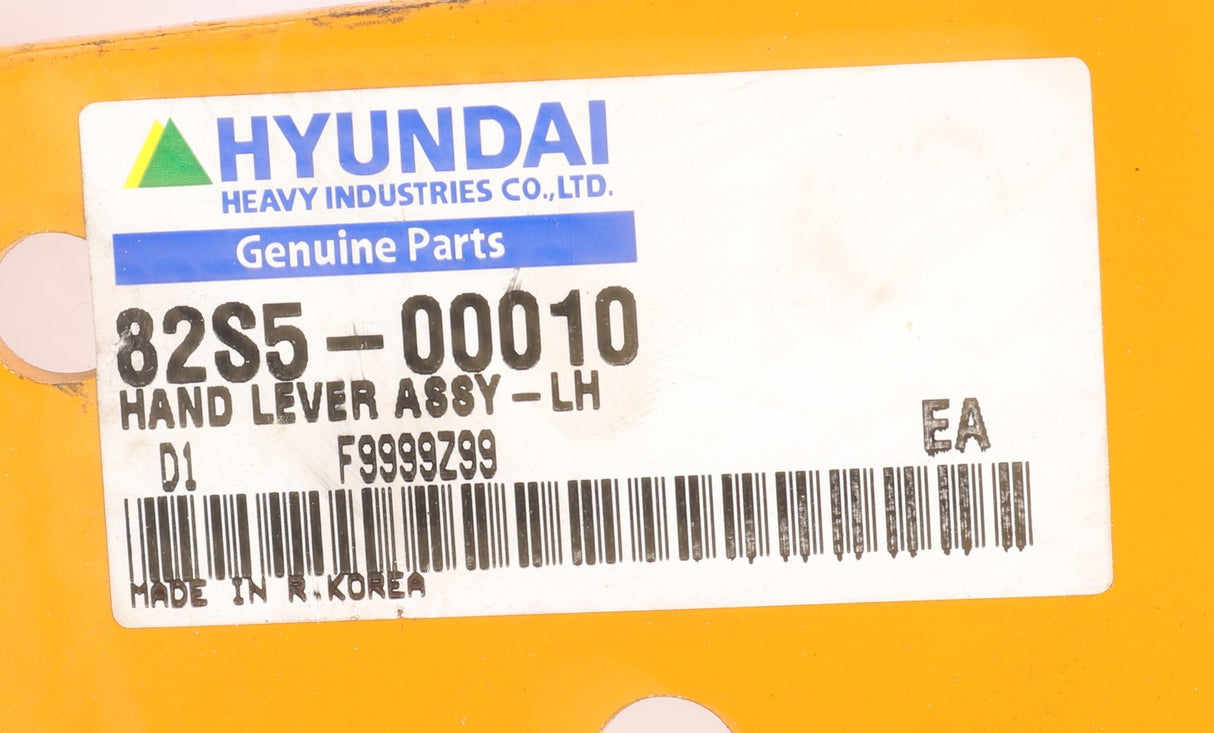 HYUNDAI
HEAVY INDUSTRIES CO.,LTD.
Genuine Parts
82S5-00010
HAND LEVER ASSY-LH
D1 F9999Z99 EA
MADE IN R.KOREA